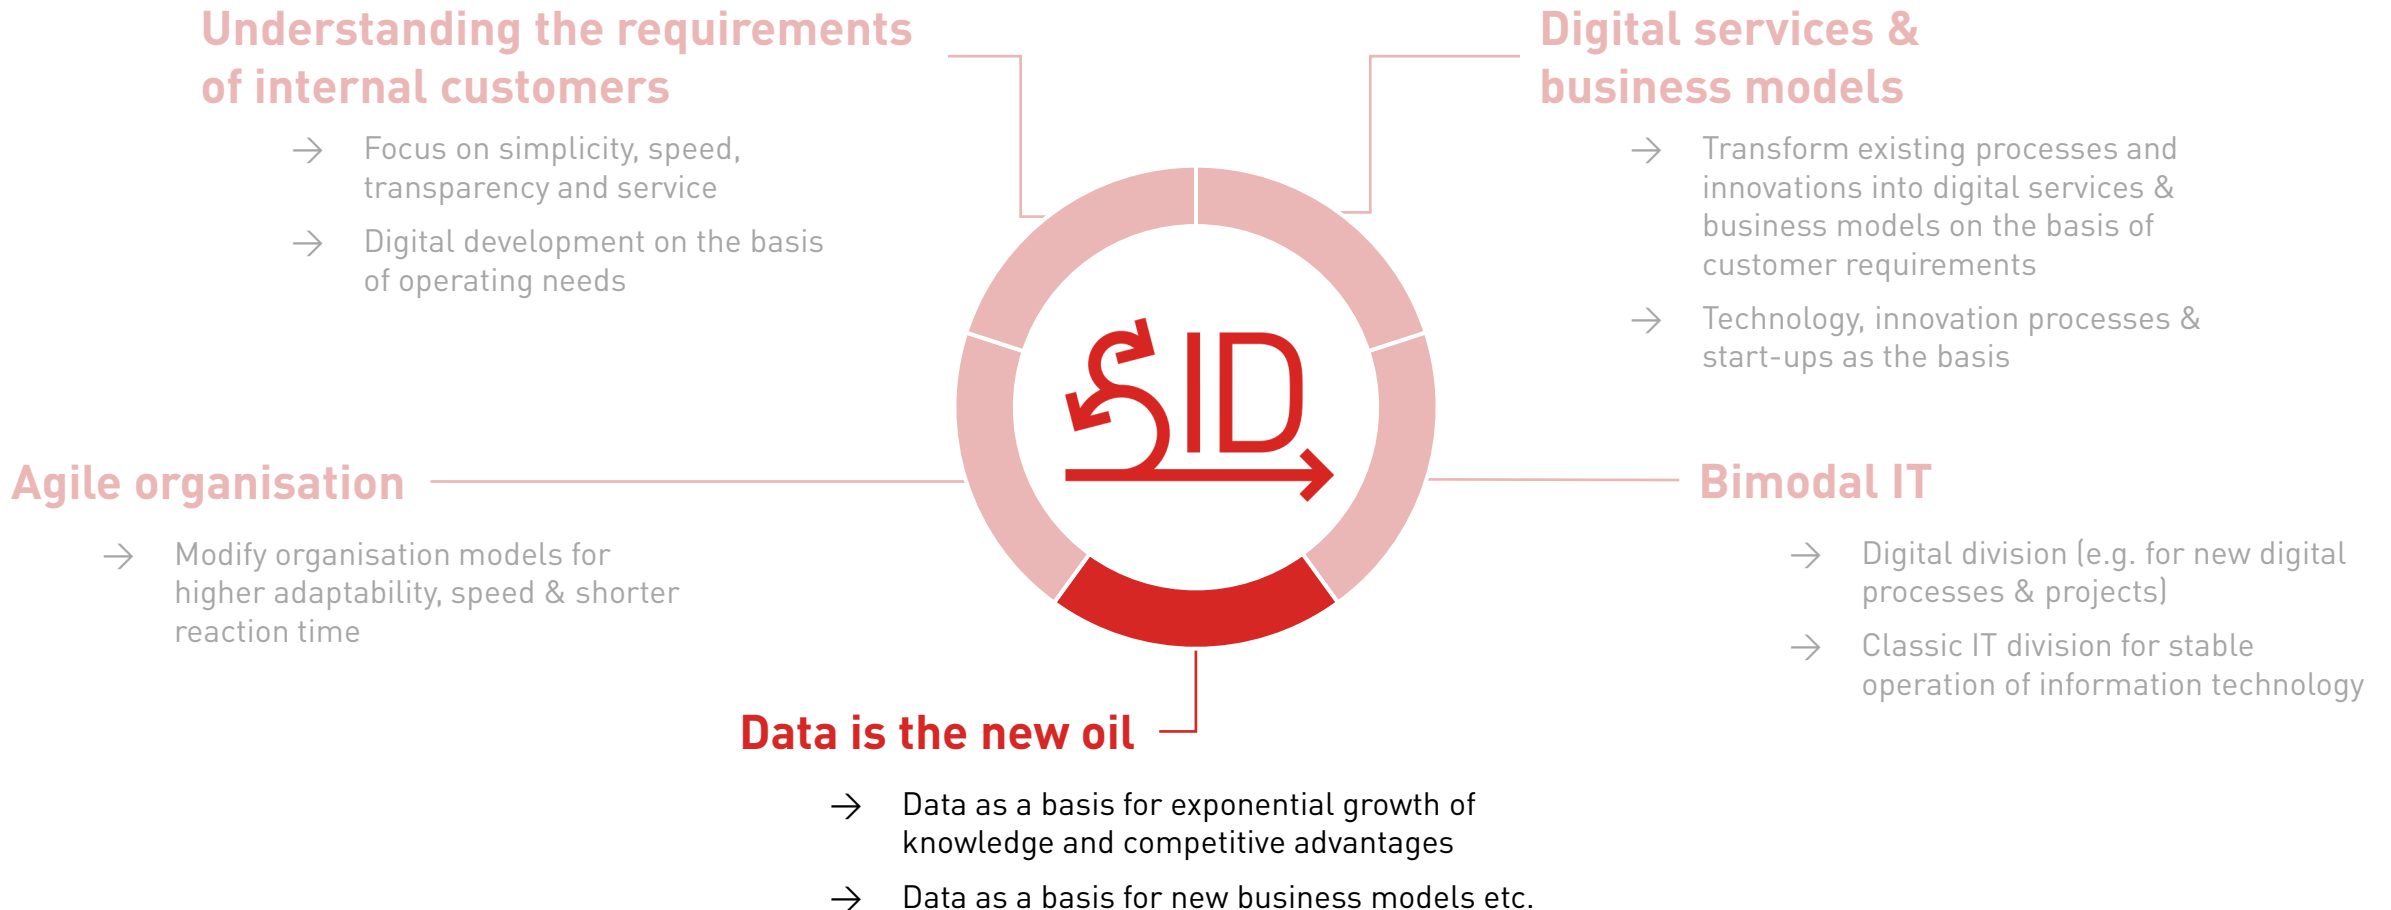 Understanding the requirements
of internal customers
→ Focus on simplicity, speed,
transparency and service
→ Digital development on the basis
of operating needs
Digital services &
business models
→ Transform existing processes and
innovations into digital services &
business models on the basis of
customer requirements
→ Technology, innovation processes &
start-ups as the basis
SID
Agile organisation
→ Modify organisation models for
higher adaptability, speed & shorter
reaction time
Bimodal IT
→ Digital division (e.g. for new digital
processes & projects)
→ Classic IT division for stable
operation of information technology
Data is the new oil
→ Data as a basis for exponential growth of
knowledge and competitive advantages
→ Data as a basis for new business models etc.